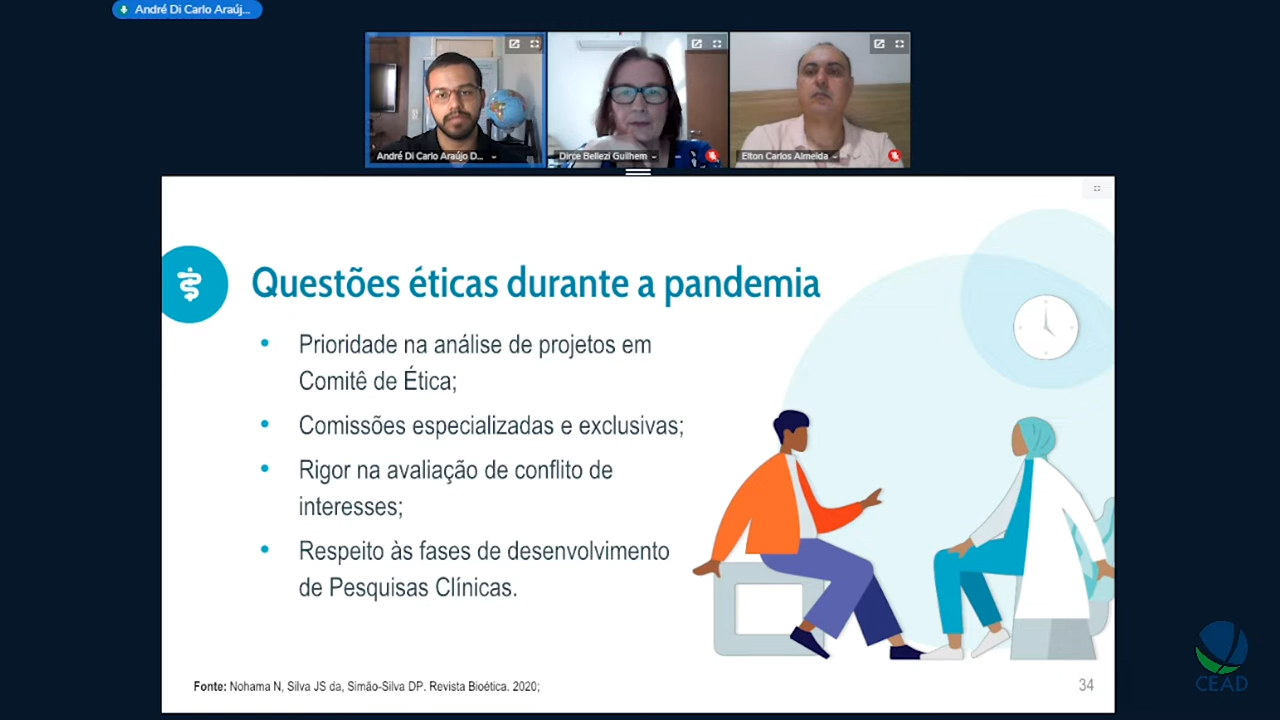 André Di Carlo Araúj...
André Di Carlo Araújo D...
Dirce Bellezi Guilhem
Elton Carlos Almeida
Questões éticas durante a pandemia
• Prioridade na análise de projetos em
Comitê de Ética;
• Comissões especializadas e exclusivas;
• Rigor na avaliação de conflito de
interesses;
• Respeito às fases de desenvolvimento
de Pesquisas Clínicas.
Fonte: Nohama N, Silva JS da, Simão-Silva DP. Revista Bioética. 2020;
34
CEAD